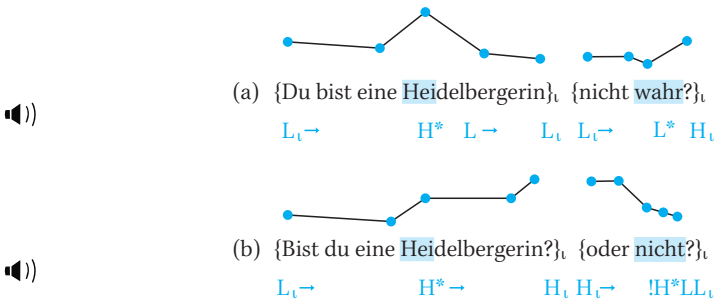 (a) {Du bist eine Heidelbergerin}ι {nicht wahr?}ι
Lι→ H* L → Lι Lι→ L* Hι
(b) {Bist du eine Heidelbergerin?}ι {oder nicht?}ι
Lι→ H* → Hι Hι→ !H*LLι